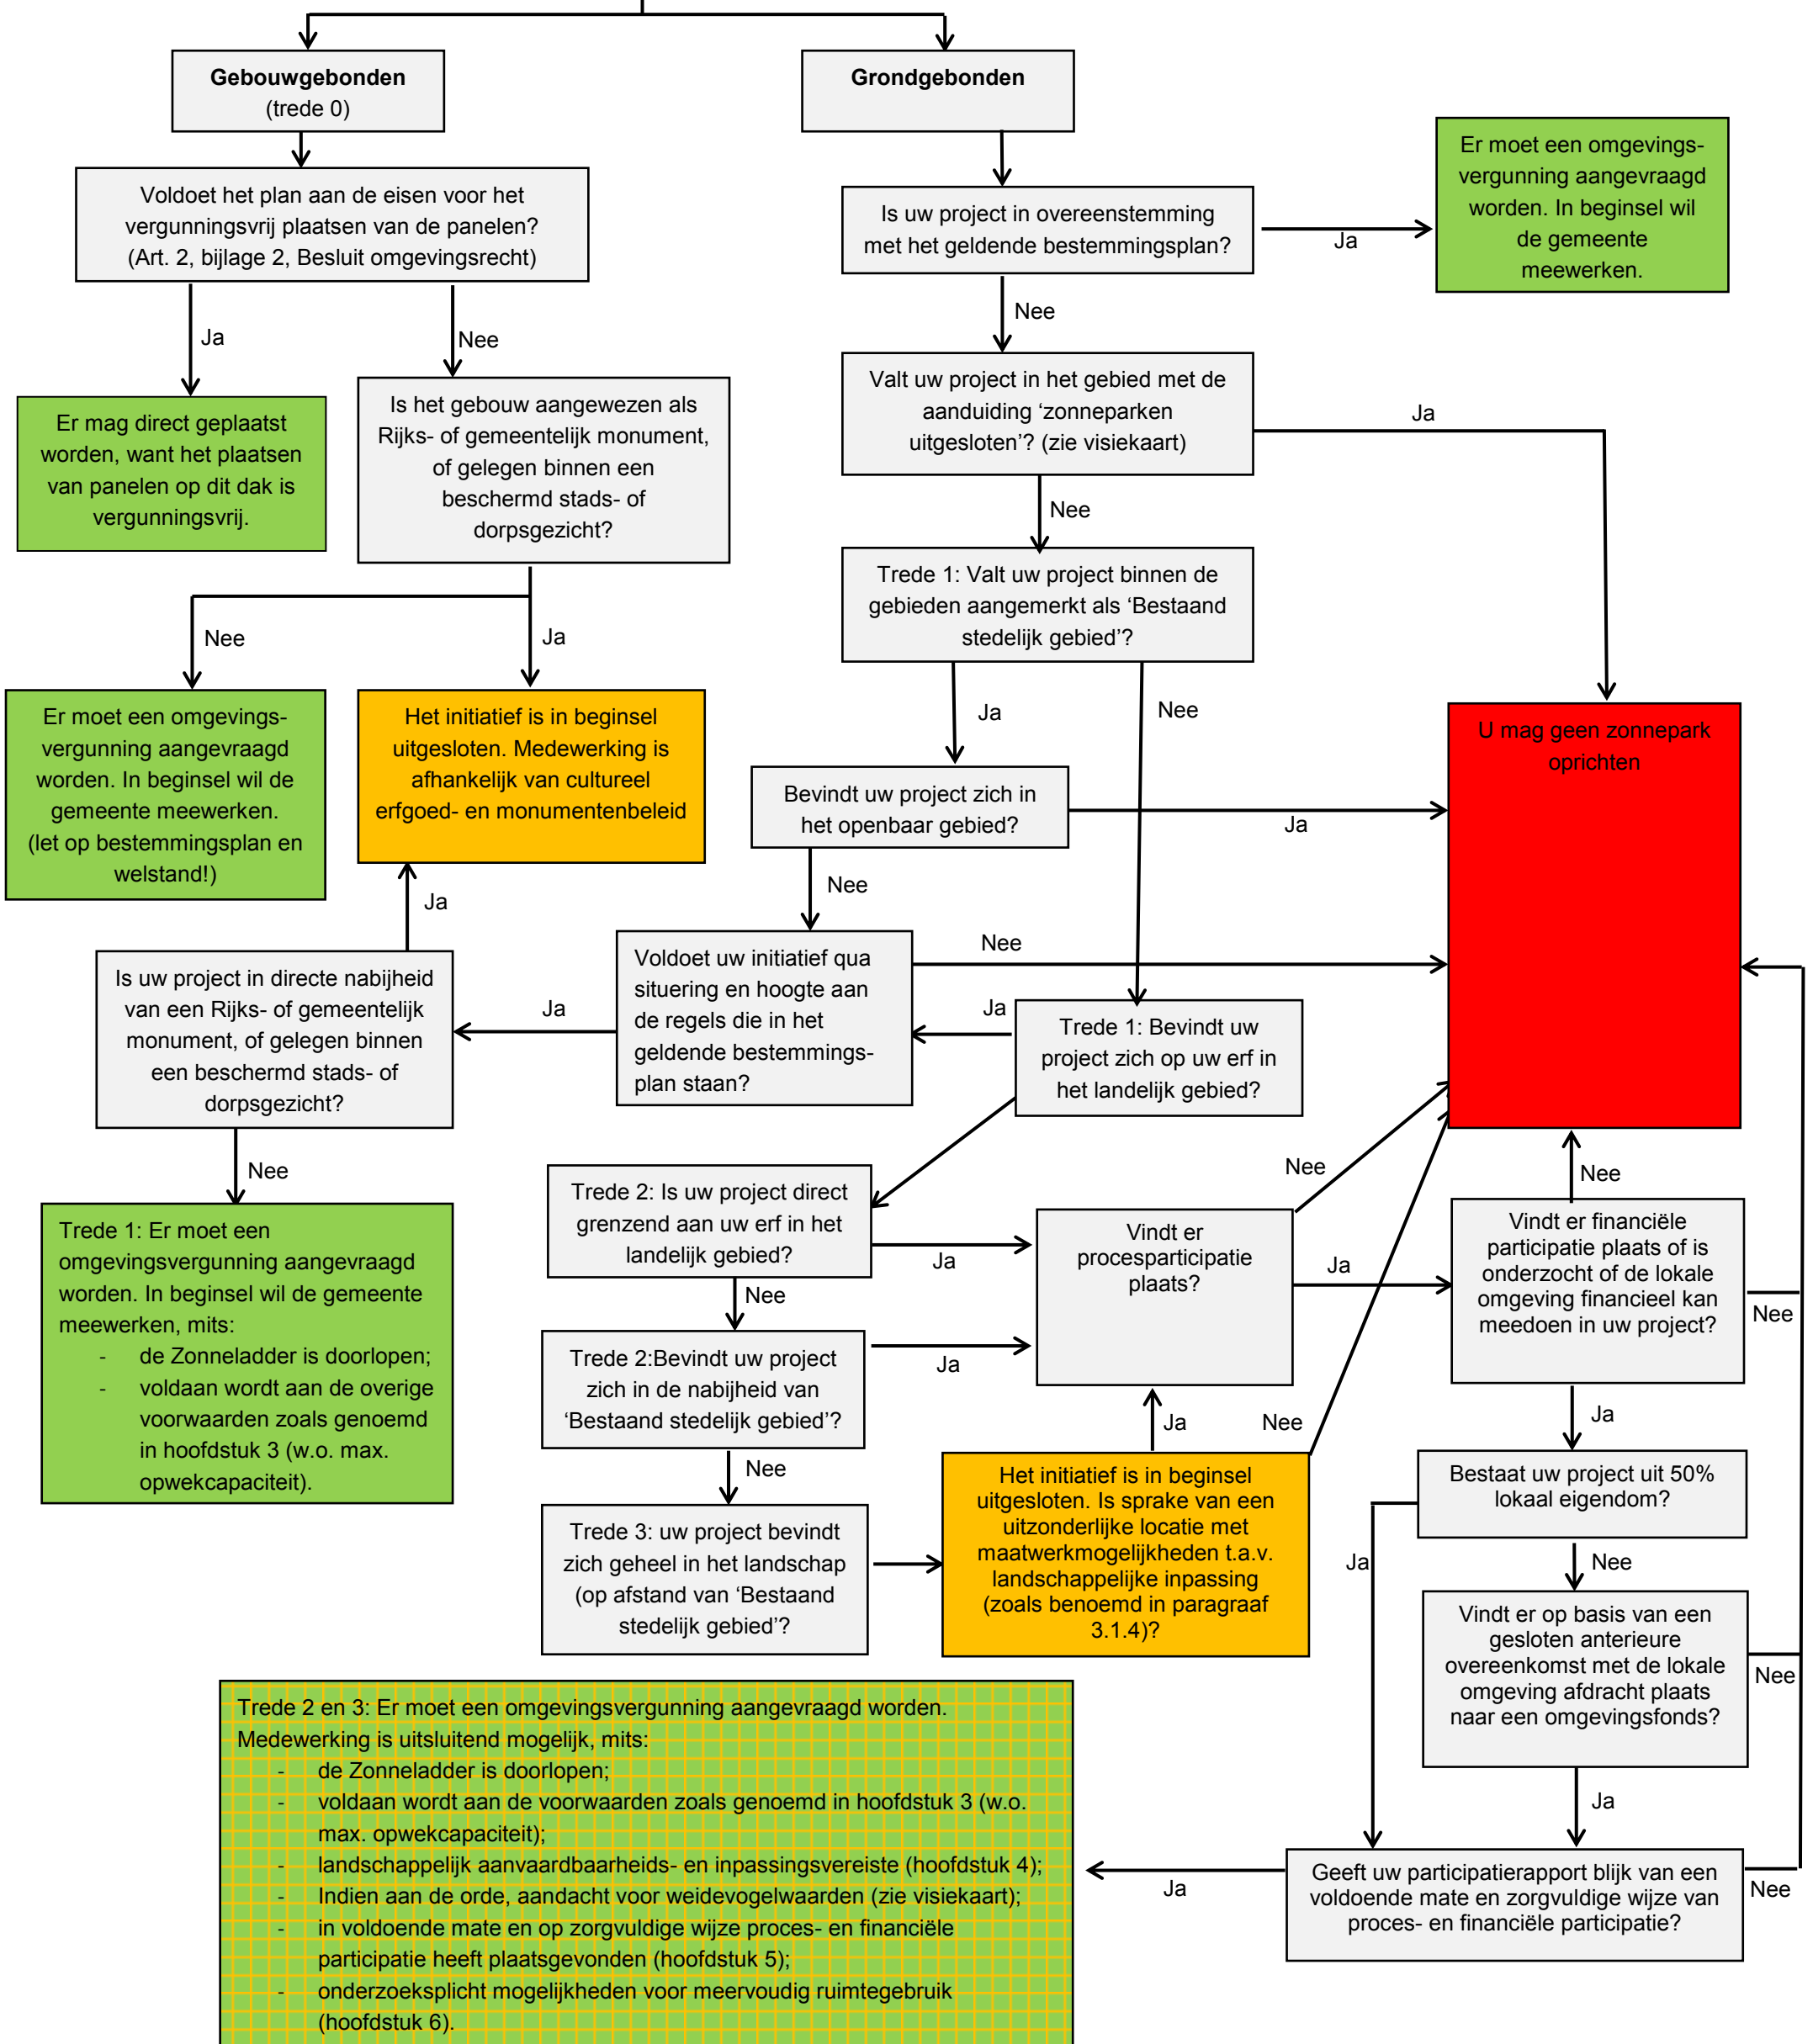 Gebouwgebonden
(trede 0)
Grondgebonden
Voldoet het plan aan de eisen voor het
vergunningsvrij plaatsen van de panelen?
(Art. 2, bijlage 2, Besluit omgevingsrecht)
Is uw project in overeenstemming
met het geldende bestemmingsplan?
Ja
Er moet een omgevings-
vergunning aangevraagd
worden. In beginsel wil
de gemeente
meewerken.
Ja
Nee
Nee
Er mag direct geplaatst
worden, want het plaatsen
van panelen op dit dak is
vergunningsvrij.
Is het gebouw aangewezen als
Rijks- of gemeentelijk monument,
of gelegen binnen een
beschermd stads- of
dorpsgezicht?
Valt uw project in het gebied met de
aanduiding ‘zonneparken
uitgesloten’? (zie visiekaart)
Ja
Nee
Trede 1: Valt uw project binnen de
gebieden aangemerkt als ‘Bestaand
stedelijk gebied’?
Nee
Ja
Ja
Nee
Er moet een omgevings-
vergunning aangevraagd
worden. In beginsel wil de
gemeente meewerken.
(let op bestemmingsplan en
welstand!)
Het initiatief is in beginsel
uitgesloten. Medewerking is
afhankelijk van cultureel
erfgoed- en monumentenbeleid
U mag geen zonnepark
oprichten
Bevindt uw project zich in
het openbaar gebied?
Ja
Nee
Ja
Is uw project in directe nabijheid
van een Rijks- of gemeentelijk
monument, of gelegen binnen
een beschermd stads- of
dorpsgezicht?
Ja
Voldoet uw initiatief qua
situering en hoogte aan
de regels die in het
geldende bestemmings-
plan staan?
Nee
Ja
Trede 1: Bevindt uw
project zich op uw erf in
het landelijk gebied?
Nee
Trede 1: Er moet een
omgevingsvergunning aangevraagd
worden. In beginsel wil de gemeente
meewerken, mits:
- de Zonneladder is doorlopen;
- voldaan wordt aan de overige
voorwaarden zoals genoemd
in hoofdstuk 3 (w.o. max.
opwekcapaciteit).
Trede 2: Is uw project direct
grenzend aan uw erf in het
landelijk gebied?
Ja
Nee
Vindt er
procesparticipatie
plaats?
Nee
Ja
Nee
Vindt er financiële
participatie plaats of is
onderzocht of de lokale
omgeving financieel kan
meedoen in uw project?
Nee
Trede 2:Bevindt uw project
zich in de nabijheid van
‘Bestaand stedelijk gebied’?
Ja
Nee
Ja
Nee
Ja
Trede 3: uw project bevindt
zich geheel in het landschap
(op afstand van ‘Bestaand
stedelijk gebied’?
Het initiatief is in beginsel
uitgesloten. Is sprake van een
uitzonderlijke locatie met
maatwerkmogelijkheden t.a.v.
landschappelijke inpassing
(zoals benoemd in paragraaf
3.1.4)?
Bestaat uw project uit 50%
lokaal eigendom?
Ja
Nee
Vindt er op basis van een
gesloten anterieure
overeenkomst met de lokale
omgeving afdracht plaats
naar een omgevingsfonds?
Nee
Ja
Trede 2 en 3: Er moet een omgevingsvergunning aangevraagd worden.
Medewerking is uitsluitend mogelijk, mits:
- de Zonneladder is doorlopen;
- voldaan wordt aan de voorwaarden zoals genoemd in hoofdstuk 3 (w.o.
max. opwekcapaciteit);
- landschappelijk aanvaardbaarheids- en inpassingsvereiste (hoofdstuk 4);
- Indien aan de orde, aandacht voor weidevogelwaarden (zie visiekaart);
- in voldoende mate en op zorgvuldige wijze proces- en financiële
participatie heeft plaatsgevonden (hoofdstuk 5);
- onderzoeksplicht mogelijkheden voor meervoudig ruimtegebruik
(hoofdstuk 6).
Ja
Geeft uw participatierapport blijk van een
voldoende mate en zorgvuldige wijze van
proces- en financiële participatie?
Nee